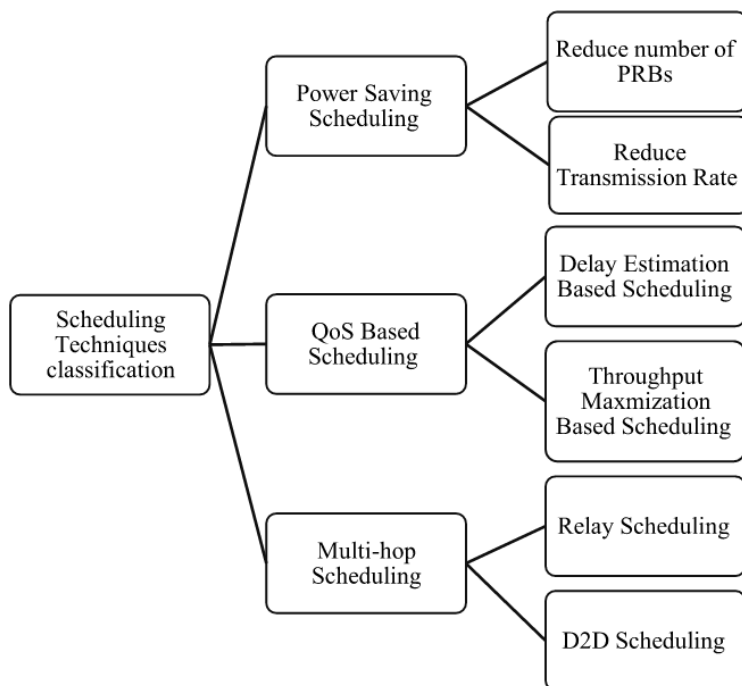 Scheduling
Techniques
classification
Power Saving
Scheduling
Reduce number of
PRBs
Reduce
Transmission Rate
QoS Based
Scheduling
Delay Estimation
Based Scheduling
Throughput
Maxmization
Based Scheduling
Multi-hop
Scheduling
Relay Scheduling
D2D Scheduling